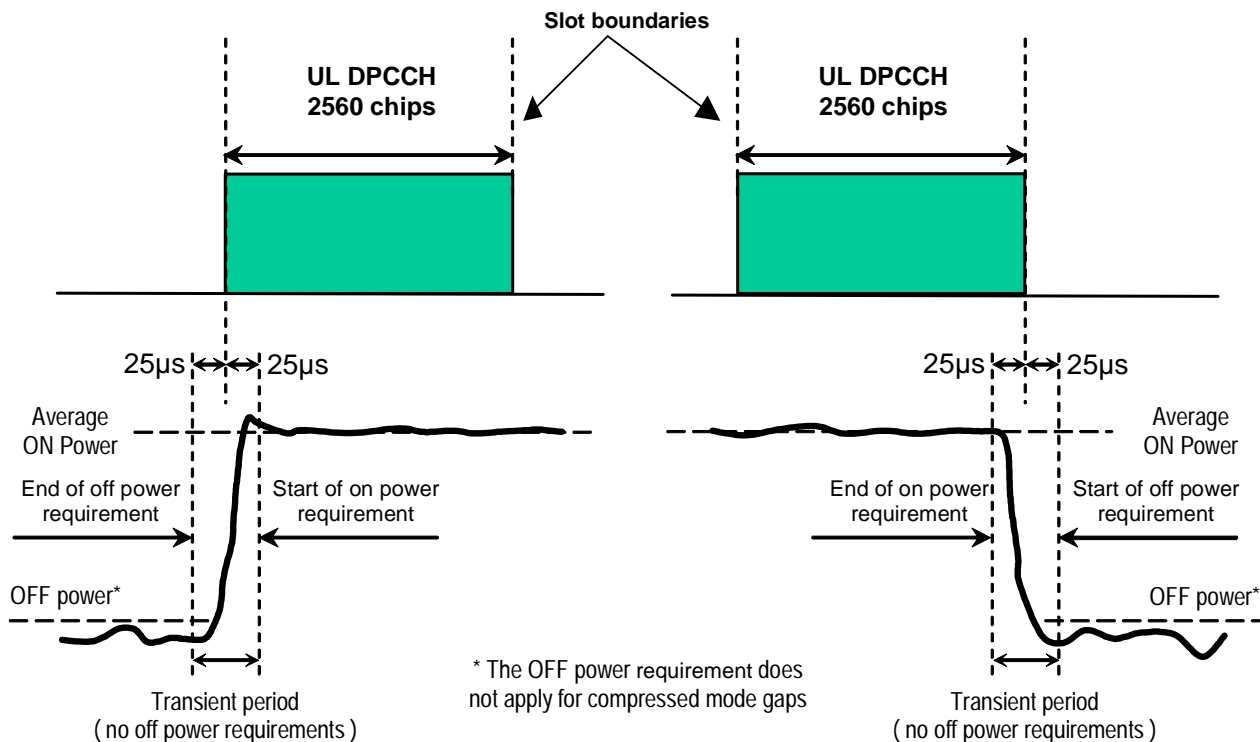 Slot boundaries
UL DPCCH
2560 chips
UL DPCCH
2560 chips
25µs
25µs
25µs
25µs
Average
ON Power
Average
ON Power
End of off power
requirement
Start of on power
requirement
End of on power
requirement
Start of off power
requirement
OFF power*
OFF power*
* The OFF power requirement does
not apply for compressed mode gaps
Transient period
( no off power requirements )
Transient period
( no off power requirements )